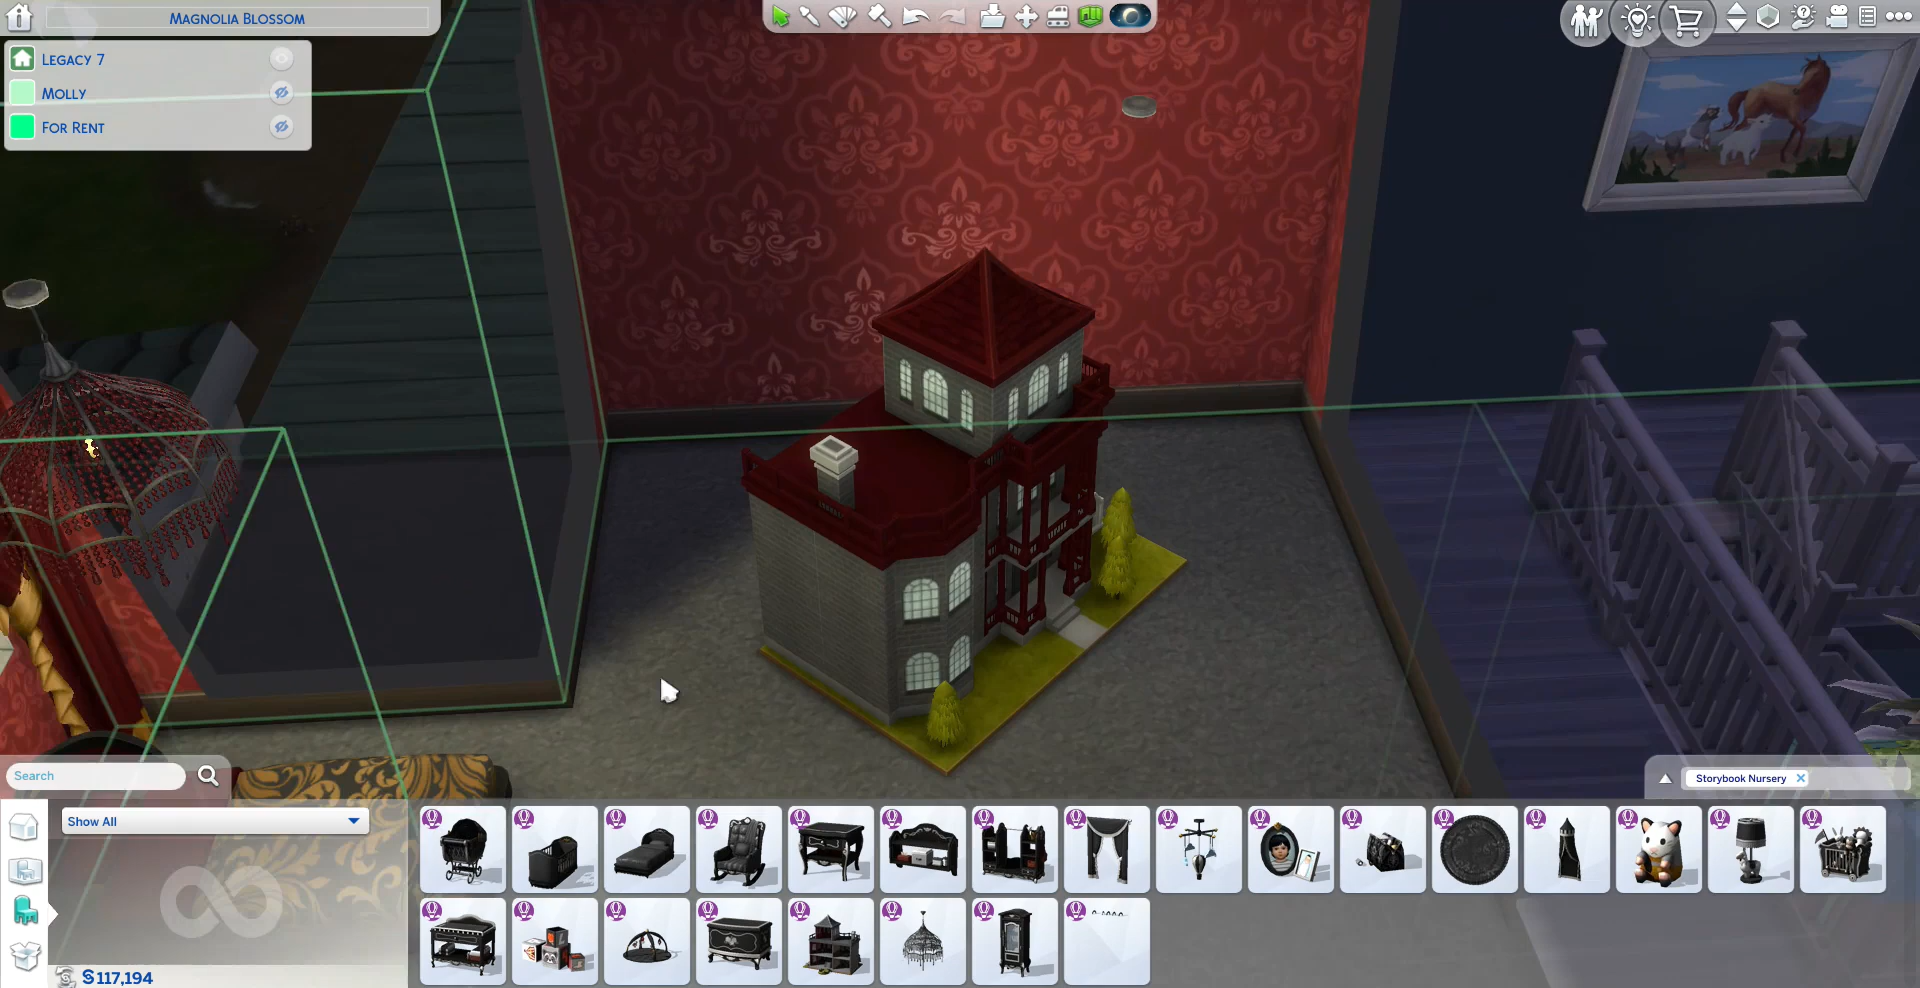 Magnolia Blossom
Legacy 7
Molly
For Rent
Search
Storybook Nursery
Show All
$117,194